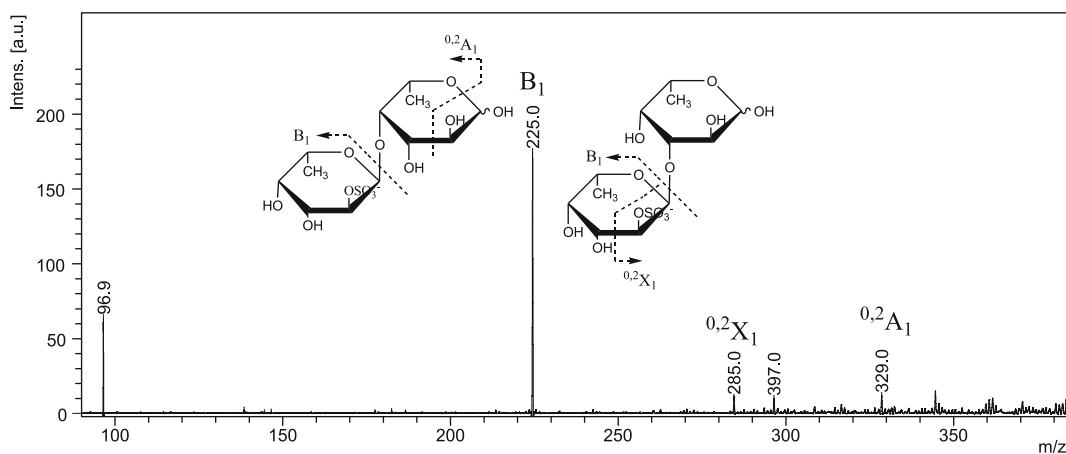 Intens. [a.u.]
200
150
100
50
0
100
150
200
250
300
350
m/z
96.9
B₁
225.0
⁰,²X₁
285.0
397.0
⁰,²A₁
329.0
⁰,²A₁
O
CH₃
OH
OH
O
OH
B₁
O
CH₃
OSO₃⁻
HO
OH
O
CH₃
OH
OH
HO
O
B₁
O
CH₃
OSO₃⁻
OH
OH
⁰,²X₁